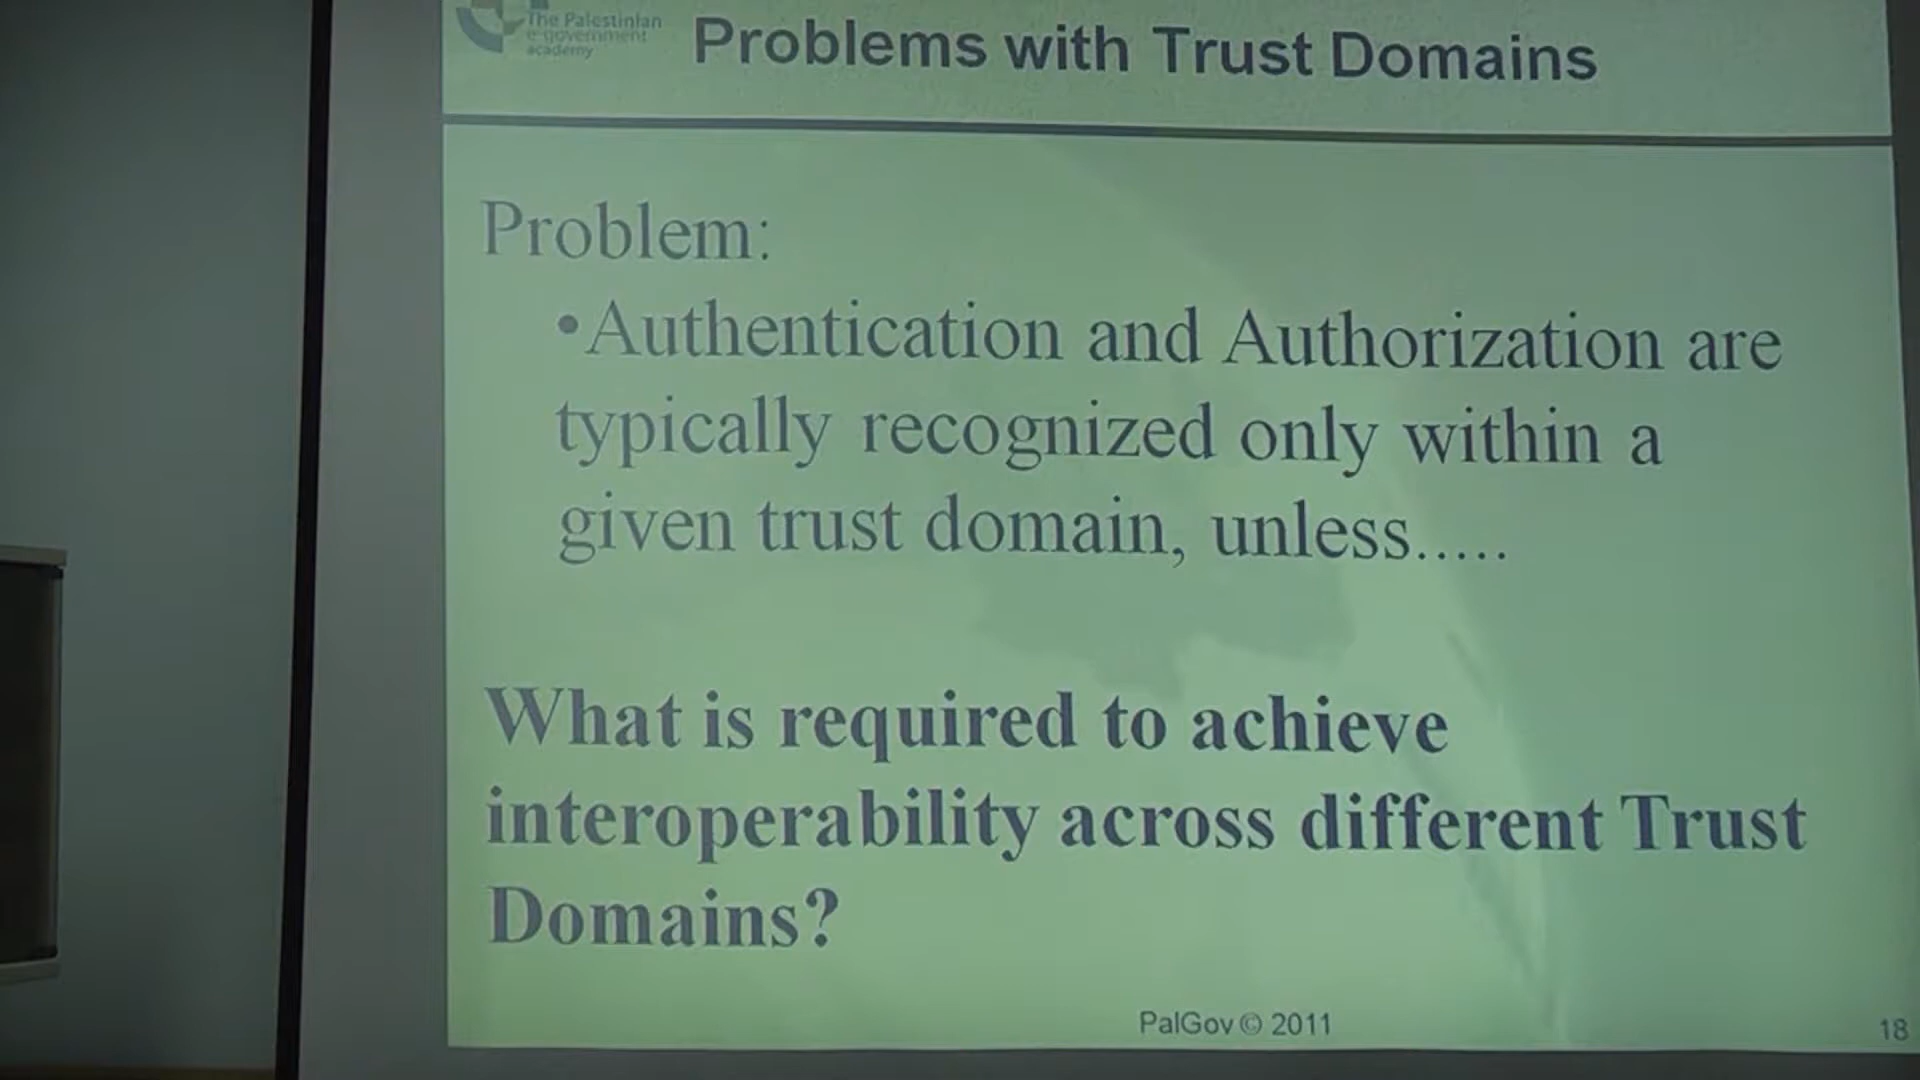 The Palestinian
e-government
academy
Problems with Trust Domains
Problem:
•Authentication and Authorization are
typically recognized only within a
given trust domain, unless.....
What is required to achieve
interoperability across different Trust
Domains?
PalGov © 2011
18